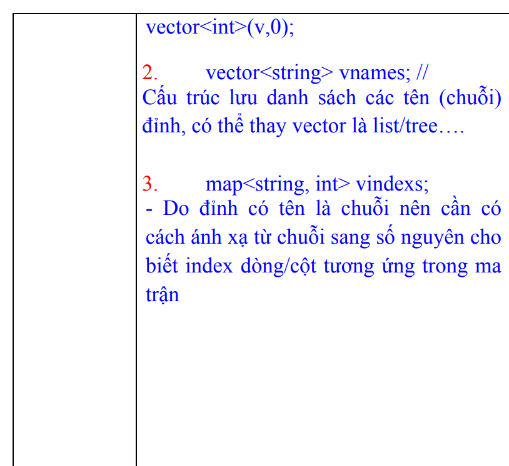 vector<int>(v,0);
2. vector<string> vnames; //
Cấu trúc lưu danh sách các tên (chuỗi)
đỉnh, có thể thay vector là list/tree….
3. map<string, int> vindexs;
- Do đỉnh có tên là chuỗi nên cần có
cách ánh xạ từ chuỗi sang số nguyên cho
biết index dòng/cột tương ứng trong ma
trận